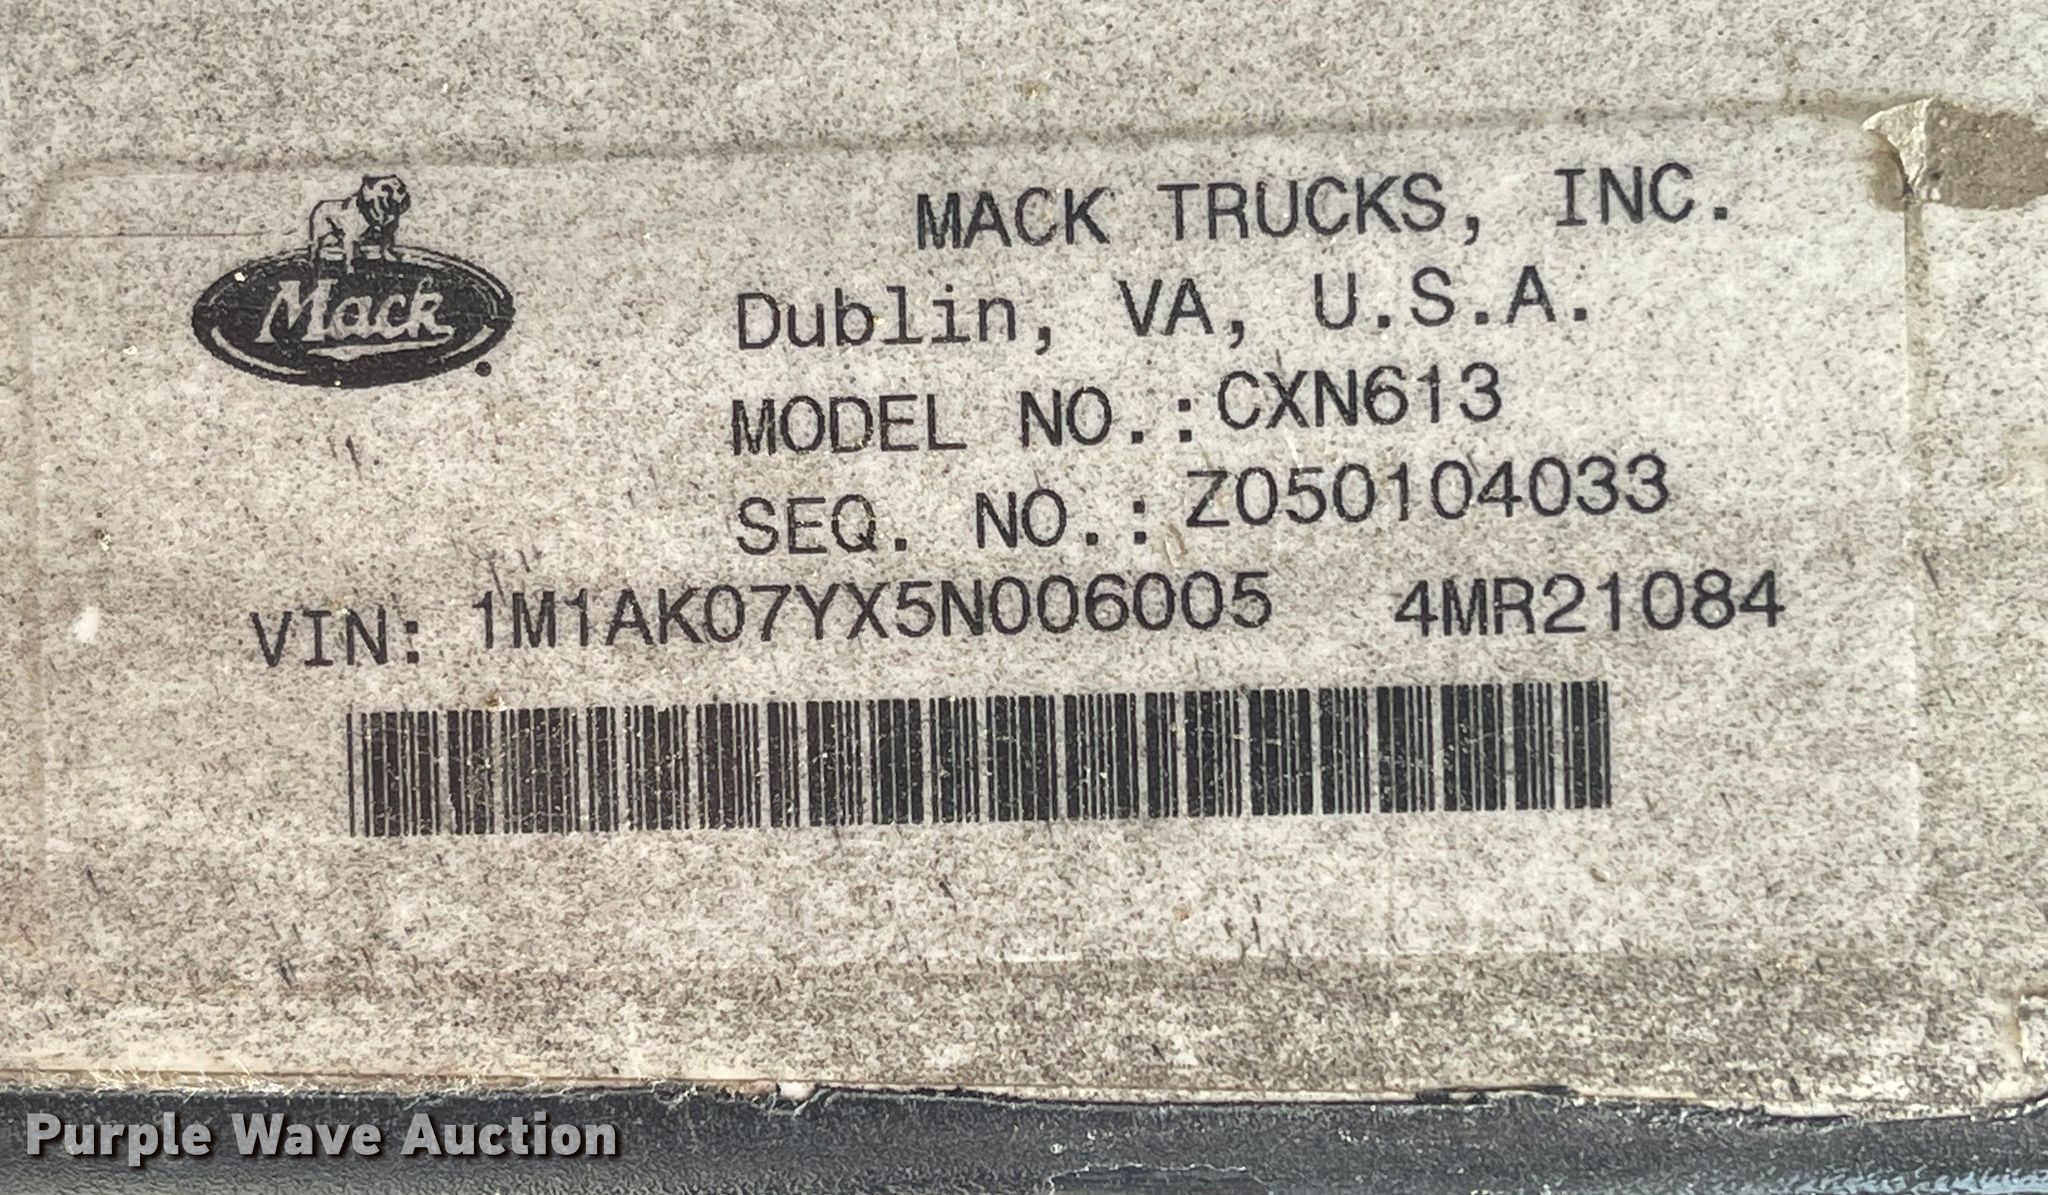 Mack
MACK TRUCKS, INC.
Dublin, VA, U.S.A.
MODEL NO.:CXN613
SEQ. NO.: Z050104033
VIN: 1M1AK07YX5N006005 4MR21084
Purple Wave Auction